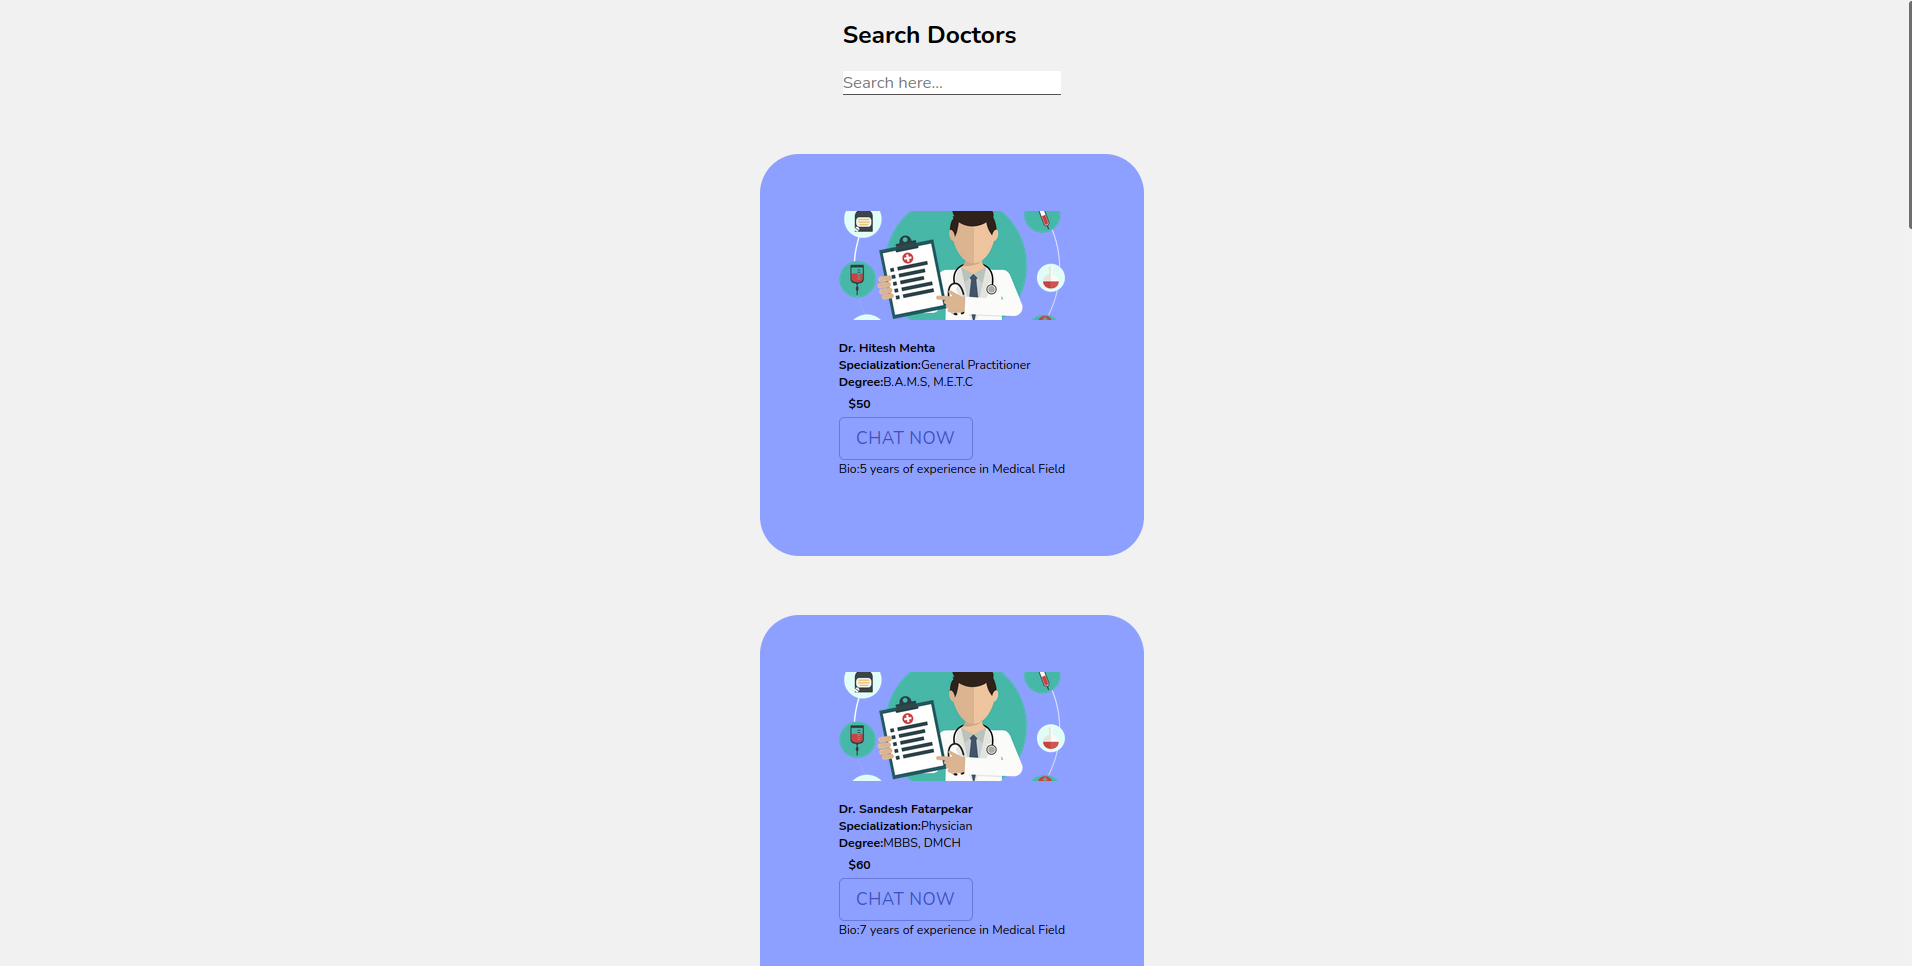 Search Doctors
Search here...
Dr. Hitesh Mehta
Specialization:General Practitioner
Degree:B.A.M.S, M.E.T.C
$50
CHAT NOW
Bio:5 years of experience in Medical Field
Dr. Sandesh Fatarpekar
Specialization:Physician
Degree:MBBS, DMCH
$60
CHAT NOW
Bio:7 years of experience in Medical Field